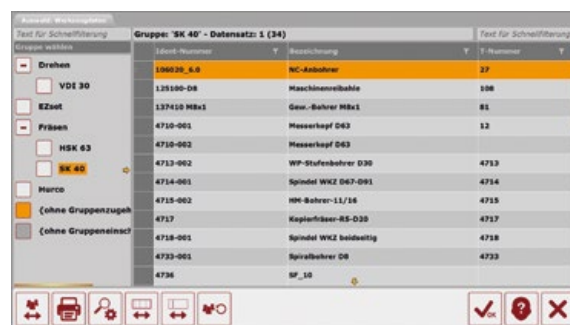 Auswahl: Werkzeugdaten
Text für Schnellfilterung
Gruppe: 'SK 40' - Datensatz: 1 (34)
Text für Schnellfilterung
Gruppe wählen
Ident-Nummer Bezeichnung T-Nummer
Drehen
VDI 30
EZset
Fräsen
HSK 63
SK 40
Hurco
{ohne Gruppenzugeh
{ohne Gruppeneinsch
106020_6.0 NC-Anbohrer 27
125100-D8 Maschinenreibahle 108
137410 M8x1 Gew.-Bohrer M8x1 81
4710-001 Messerkopf D63 12
4710-002 Messerkopf D63
4713-002 WP-Stufenbohrer D30 4713
4714-001 Spindel WKZ D67-D91 4714
4715-002 HM-Bohrer-11/16 4715
4717 Kopierfräser-R5-D20 4717
4718-001 Spindel WKZ beidseitig 4718
4733-001 Spiralbohrer D8 4733
4736 SF_10
OK